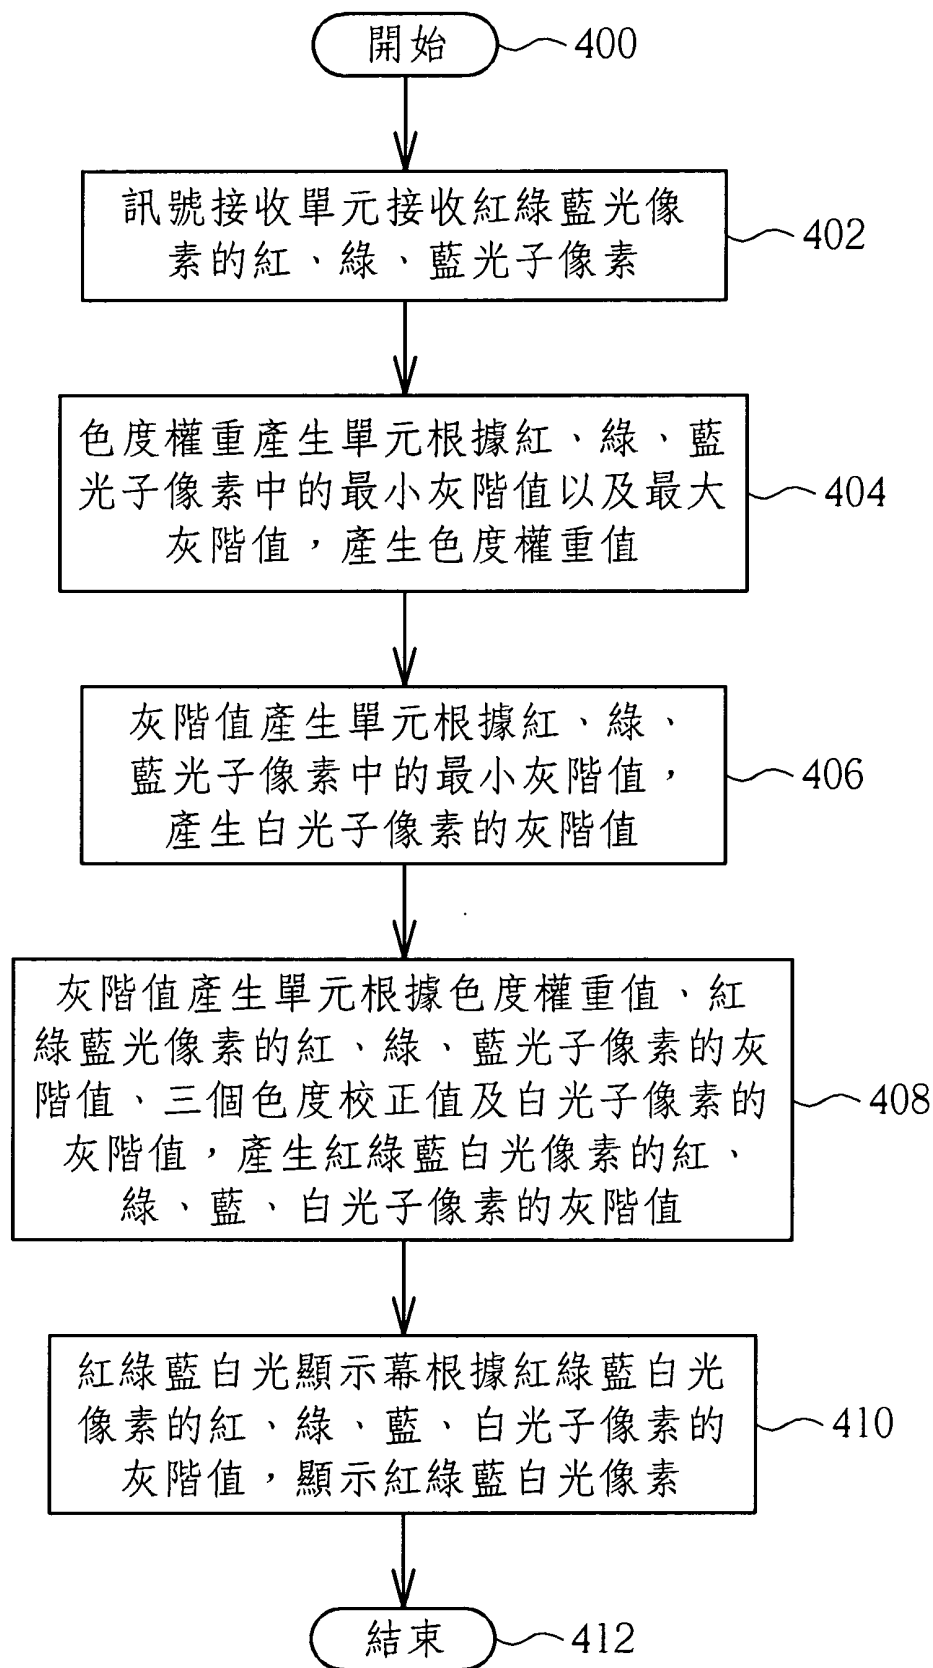 開始
400
訊號接收單元接收紅綠藍光像
素的紅、綠、藍光子像素
402
色度權重產生單元根據紅、綠、藍
光子像素中的最小灰階值以及最大
灰階值，產生色度權重值
404
灰階值產生單元根據紅、綠、
藍光子像素中的最小灰階值，
產生白光子像素的灰階值
406
灰階值產生單元根據色度權重值、紅
綠藍光像素的紅、綠、藍光子像素的灰
階值、三個色度校正值及白光子像素的
灰階值，產生紅綠藍白光像素的紅、
綠、藍、白光子像素的灰階值
408
紅綠藍白光顯示幕根據紅綠藍白光
像素的紅、綠、藍、白光子像素的
灰階值，顯示紅綠藍白光像素
410
結束
412